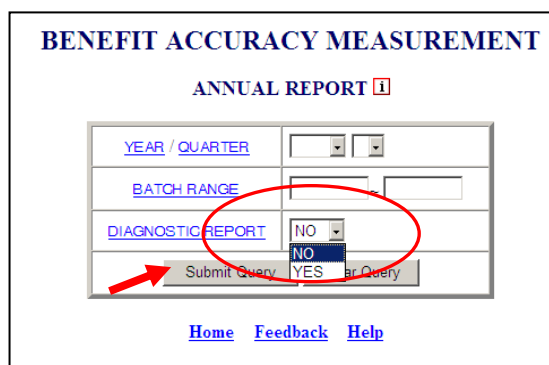 BENEFIT ACCURACY MEASUREMENT
ANNUAL REPORT i
YEAR / QUARTER
BATCH RANGE ~
DIAGNOSTIC REPORT NO
NO
YES
Submit Query Query
Home Feedback Help